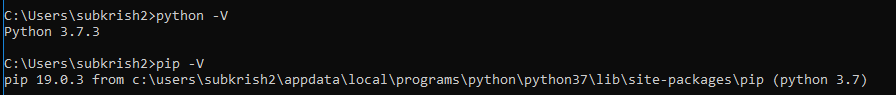 C:\Users\subkrish2>python -V
Python 3.7.3
C:\Users\subkrish2>pip -V
pip 19.0.3 from c:\users\subkrish2\appdata\local\programs\python\python37\lib\site-packages\pip (python 3.7)